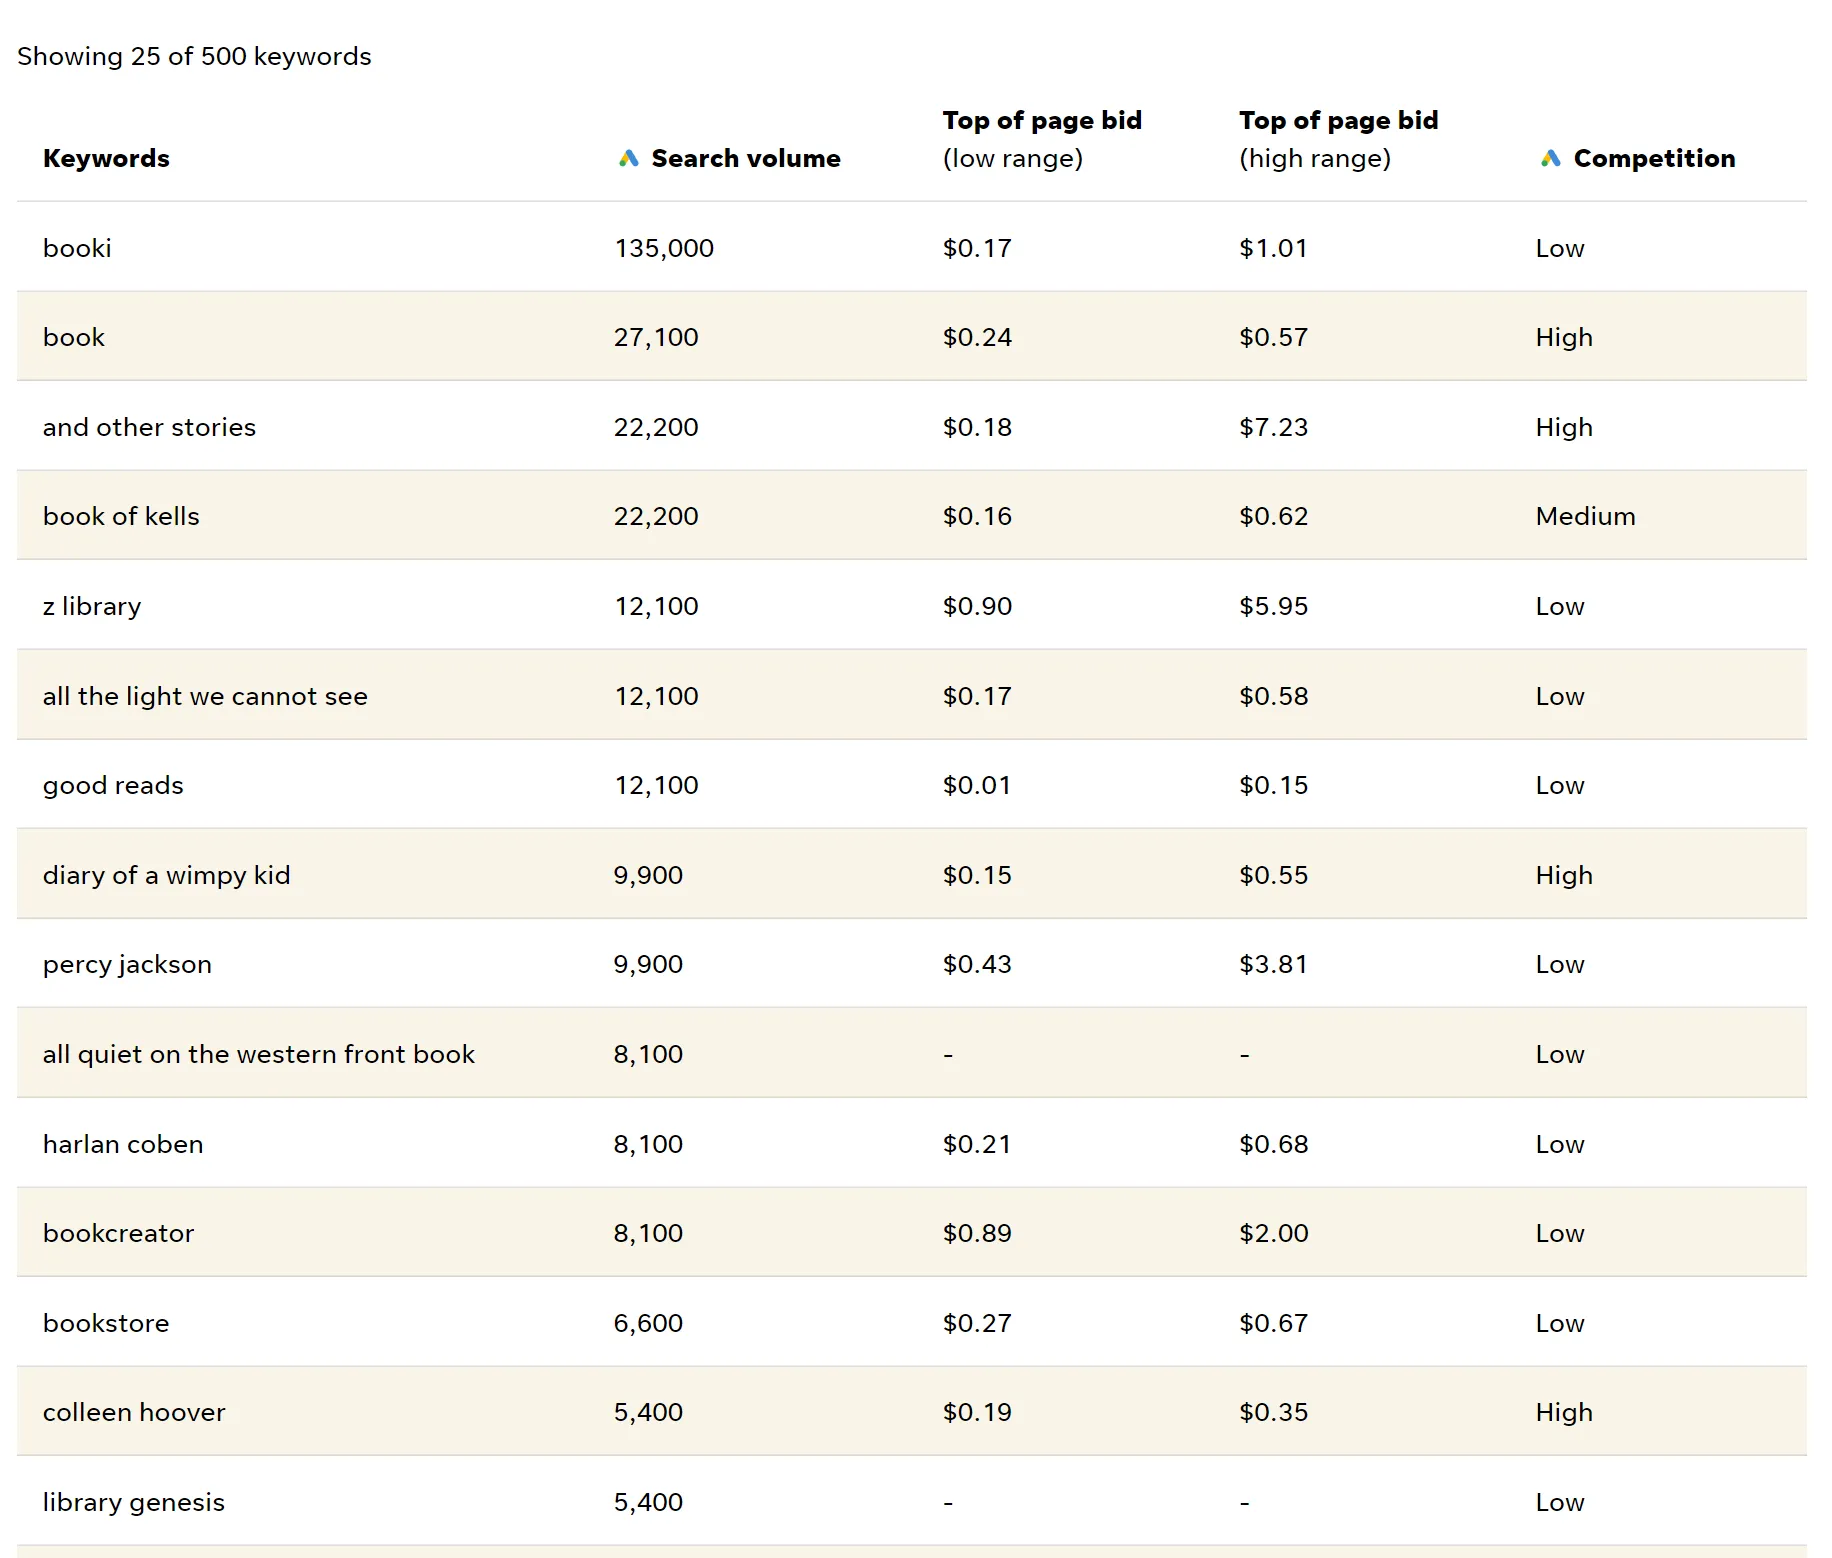 Showing 25 of 500 keywords
Keywords Search volume Top of page bid (low range) Top of page bid (high range) Competition
booki 135,000 $0.17 $1.01 Low
book 27,100 $0.24 $0.57 High
and other stories 22,200 $0.18 $7.23 High
book of kells 22,200 $0.16 $0.62 Medium
z library 12,100 $0.90 $5.95 Low
all the light we cannot see 12,100 $0.17 $0.58 Low
good reads 12,100 $0.01 $0.15 Low
diary of a wimpy kid 9,900 $0.15 $0.55 High
percy jackson 9,900 $0.43 $3.81 Low
all quiet on the western front book 8,100 - - Low
harlan coben 8,100 $0.21 $0.68 Low
bookcreator 8,100 $0.89 $2.00 Low
bookstore 6,600 $0.27 $0.67 Low
colleen hoover 5,400 $0.19 $0.35 High
library genesis 5,400 - - Low